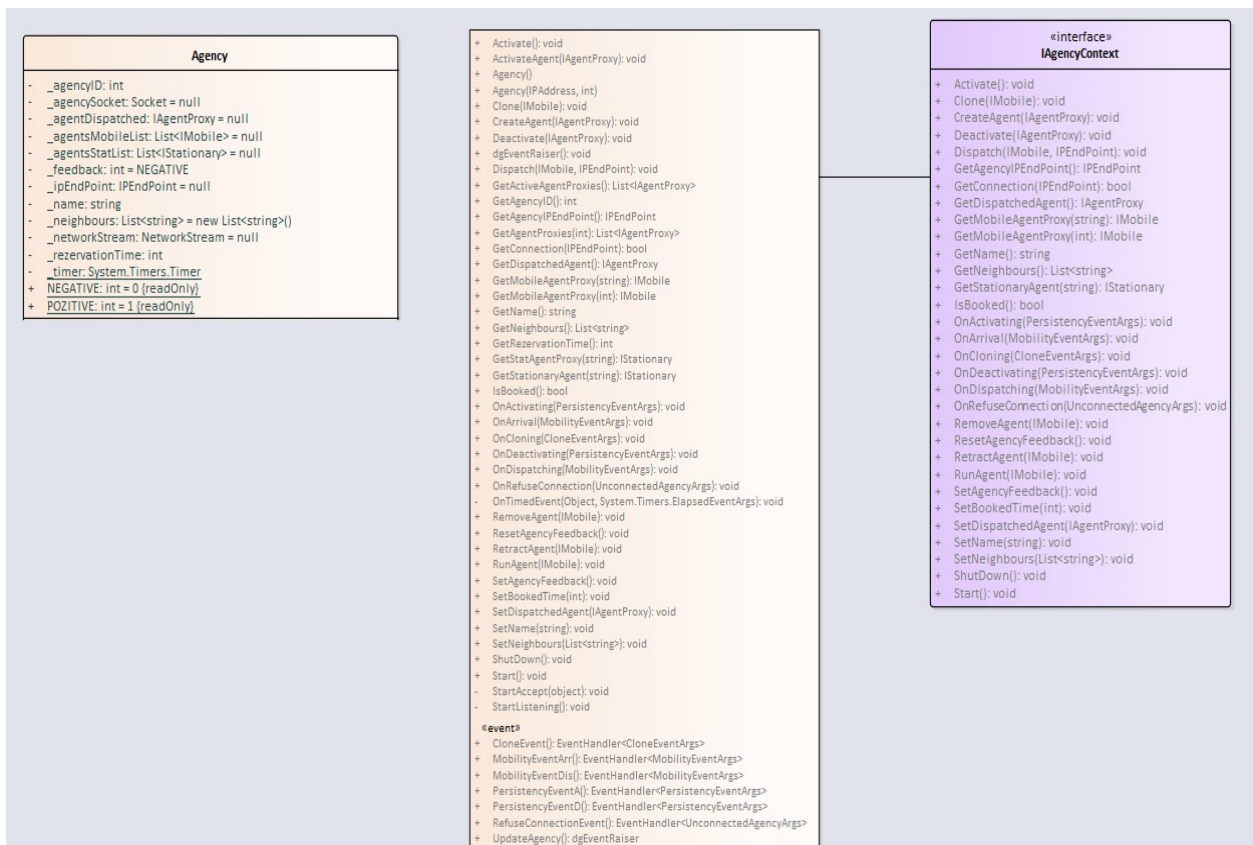 Agency
- _agencyID: int
- _agencySocket: Socket = null
- _agentDispatched: IAgentProxy = null
- _agentsMobileList: List<IMobile> = null
- _agentsStatList: List<IStationary> = null
- _feedback: int = NEGATIVE
- _ipEndPoint: IPEndPoint = null
- _name: string
- _neighbours: List<string> = new List<string>()
- _networkStream: NetworkStream = null
- _rezervationTime: int
- _timer: System.Timers.Timer
+ NEGATIVE: int = 0 {readOnly}
+ POZITIVE: int = 1 {readOnly}
+ Activate(): void
+ ActivateAgent(IAgentProxy): void
+ Agency()
+ Agency(IPAddress, int)
+ Clone(IMobile): void
+ CreateAgent(IAgentProxy): void
+ Deactivate(IAgentProxy): void
+ dgEventRaiser(): void
+ Dispatch(IMobile, IPEndPoint): void
+ GetActiveAgentProxies(): List<IAgentProxy>
+ GetAgencyID(): int
+ GetAgencyIPEndPoint(): IPEndPoint
+ GetAgentProxies(int): List<IAgentProxy>
+ GetConnection(IPEndPoint): bool
+ GetDispatchedAgent(): IAgentProxy
+ GetMobileAgentProxy(string): IMobile
+ GetMobileAgentProxy(int): IMobile
+ GetName(): string
+ GetNeighbours(): List<string>
+ GetRezervationTime(): int
+ GetStatAgentProxy(string): IStationary
+ GetStationaryAgent(string): IStationary
+ IsBooked(): bool
+ OnActivating(PersistencyEventArgs): void
+ OnArrival(MobilityEventArgs): void
+ OnCloning(CloneEventArgs): void
+ OnDeactivating(PersistencyEventArgs): void
+ OnDispatching(MobilityEventArgs): void
+ OnRefuseConnection(UnconnectedAgencyArgs): void
- OnTimedEvent(Object, System.Timers.ElapsedEventArgs): void
+ RemoveAgent(IMobile): void
+ ResetAgencyFeedback(): void
+ RetractAgent(IMobile): void
+ RunAgent(IMobile): void
+ SetAgencyFeedback(): void
+ SetBookedTime(int): void
+ SetDispatchedAgent(IAgentProxy): void
+ SetName(string): void
+ SetNeighbours(List<string>): void
+ ShutDown(): void
+ Start(): void
- StartAccept(object): void
- StartListening(): void
«event»
+ CloneEvent(): EventHandler<CloneEventArgs>
+ MobilityEventArr(): EventHandler<MobilityEventArgs>
+ MobilityEventDis(): EventHandler<MobilityEventArgs>
+ PersistencyEventA(): EventHandler<PersistencyEventArgs>
+ PersistencyEventD(): EventHandler<PersistencyEventArgs>
+ RefuseConnectionEvent(): EventHandler<UnconnectedAgencyArgs>
+ UpdateAgency(): dgEventRaiser
«interface»
IAgencyContext
+ Activate(): void
+ Clone(IMobile): void
+ CreateAgent(IAgentProxy): void
+ Deactivate(IAgentProxy): void
+ Dispatch(IMobile, IPEndPoint): void
+ GetAgencyIPEndPoint(): IPEndPoint
+ GetConnection(IPEndPoint): bool
+ GetDispatchedAgent(): IAgentProxy
+ GetMobileAgentProxy(string): IMobile
+ GetMobileAgentProxy(int): IMobile
+ GetName(): string
+ GetNeighbours(): List<string>
+ GetStationaryAgent(string): IStationary
+ IsBooked(): bool
+ OnActivating(PersistencyEventArgs): void
+ OnArrival(MobilityEventArgs): void
+ OnCloning(CloneEventArgs): void
+ OnDeactivating(PersistencyEventArgs): void
+ OnDispatching(MobilityEventArgs): void
+ OnRefuseConnection(UnconnectedAgencyArgs): void
+ RemoveAgent(IMobile): void
+ ResetAgencyFeedback(): void
+ RetractAgent(IMobile): void
+ RunAgent(IMobile): void
+ SetAgencyFeedback(): void
+ SetBookedTime(int): void
+ SetDispatchedAgent(IAgentProxy): void
+ SetName(string): void
+ SetNeighbours(List<string>): void
+ ShutDown(): void
+ Start(): void